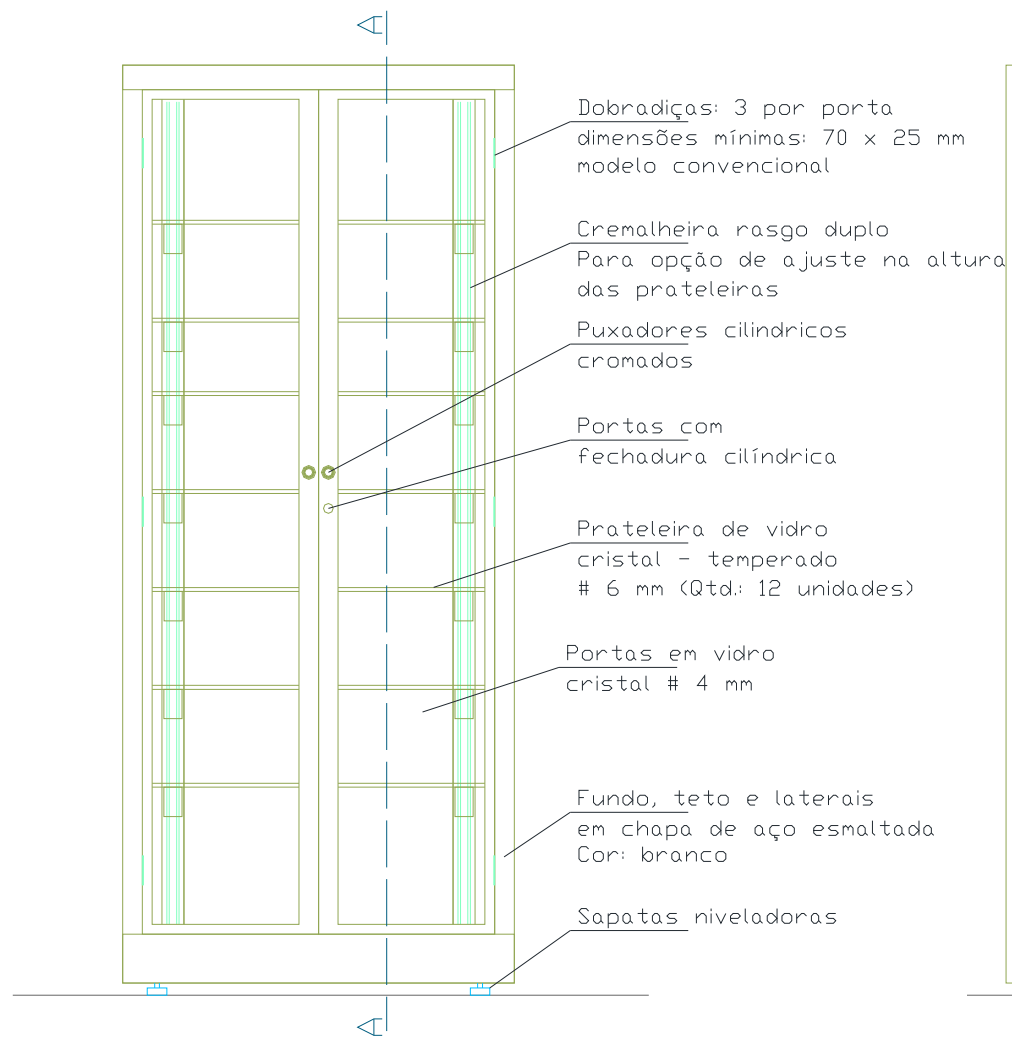 A
Dobradiças: 3 por porta
dimensões mínimas: 70 x 25 mm
modelo convencional
Cremalheira rasgo duplo
Para opção de ajuste na altura
das prateleiras
Puxadores cilindricos
cromados
Portas com
fechadura cilíndrica
Prateleira de vidro
cristal - temperado
# 6 mm (Qtd.: 12 unidades)
Portas em vidro
cristal # 4 mm
Fundo, teto e laterais
em chapa de aço esmaltada
Cor: branco
Sapatas niveladoras
A